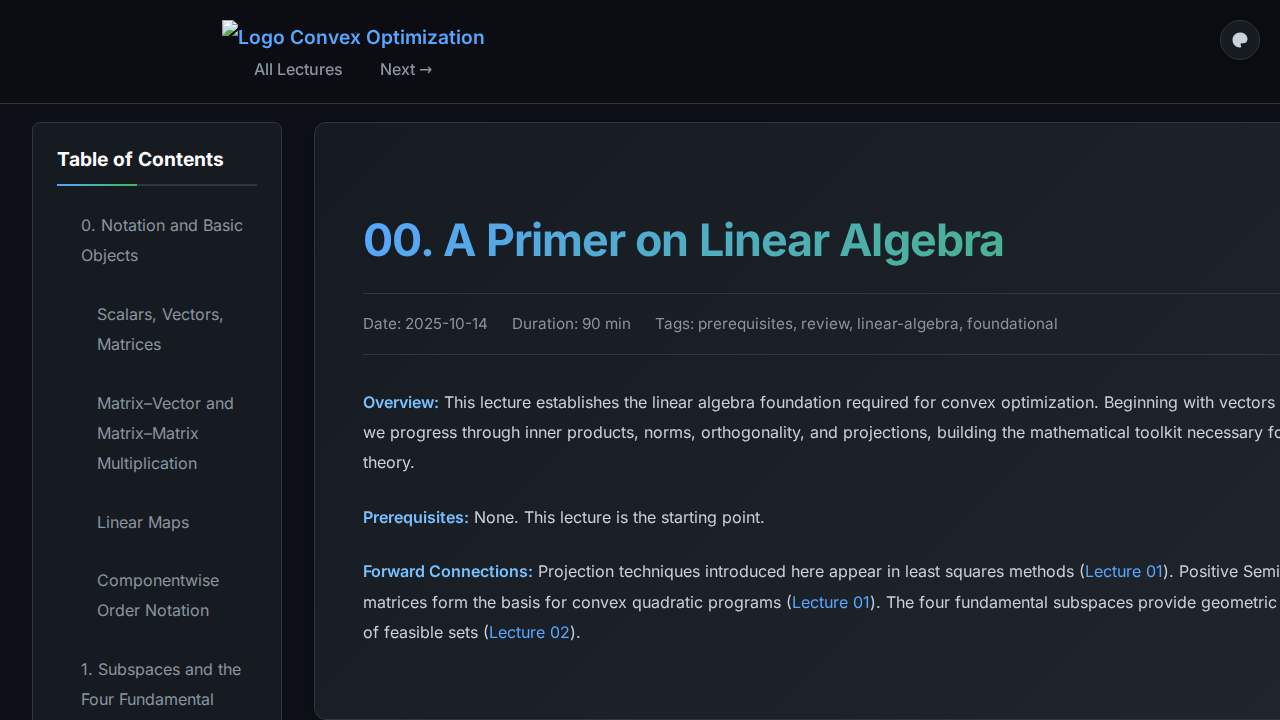 Logo Convex Optimization
All Lectures Next →
Table of Contents
0. Notation and Basic
Objects
Scalars, Vectors,
Matrices
Matrix–Vector and
Matrix–Matrix
Multiplication
Linear Maps
Componentwise
Order Notation
1. Subspaces and the
Four Fundamental
00. A Primer on Linear Algebra
Date: 2025-10-14 Duration: 90 min Tags: prerequisites, review, linear-algebra, foundational
Overview: This lecture establishes the linear algebra foundation required for convex optimization. Beginning with vectors
we progress through inner products, norms, orthogonality, and projections, building the mathematical toolkit necessary
theory.
Prerequisites: None. This lecture is the starting point.
Forward Connections: Projection techniques introduced here appear in least squares methods (Lecture 01). Positive
matrices form the basis for convex quadratic programs (Lecture 01). The four fundamental subspaces provide geometric
of feasible sets (Lecture 02).